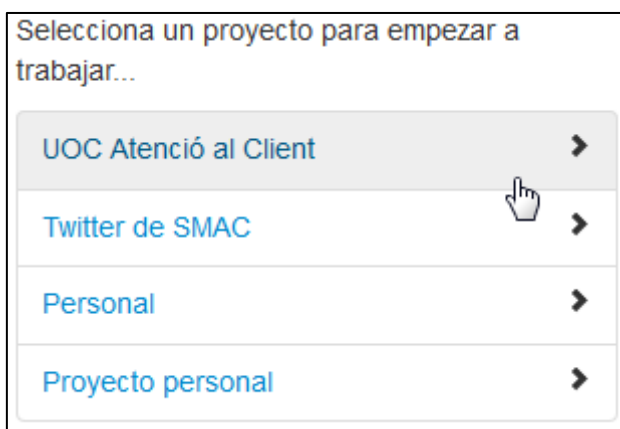 Selecciona un proyecto para empezar a
trabajar...
UOC Atenció al Client
Twitter de SMAC
Personal
Proyecto personal